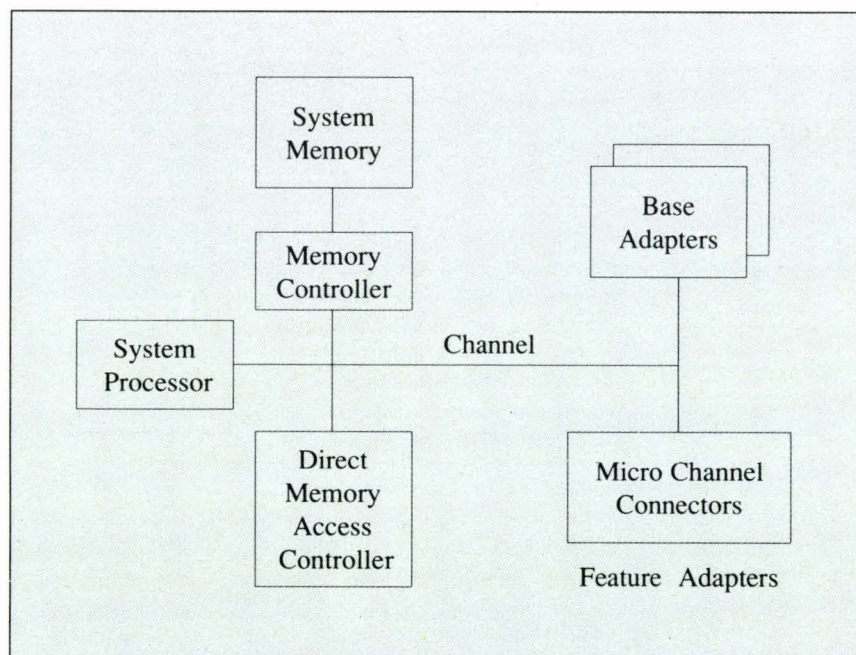 System
Memory
Base
Adapters
Memory
Controller
System
Processor
Channel
Direct
Memory
Access
Controller
Micro Channel
Connectors
Feature Adapters